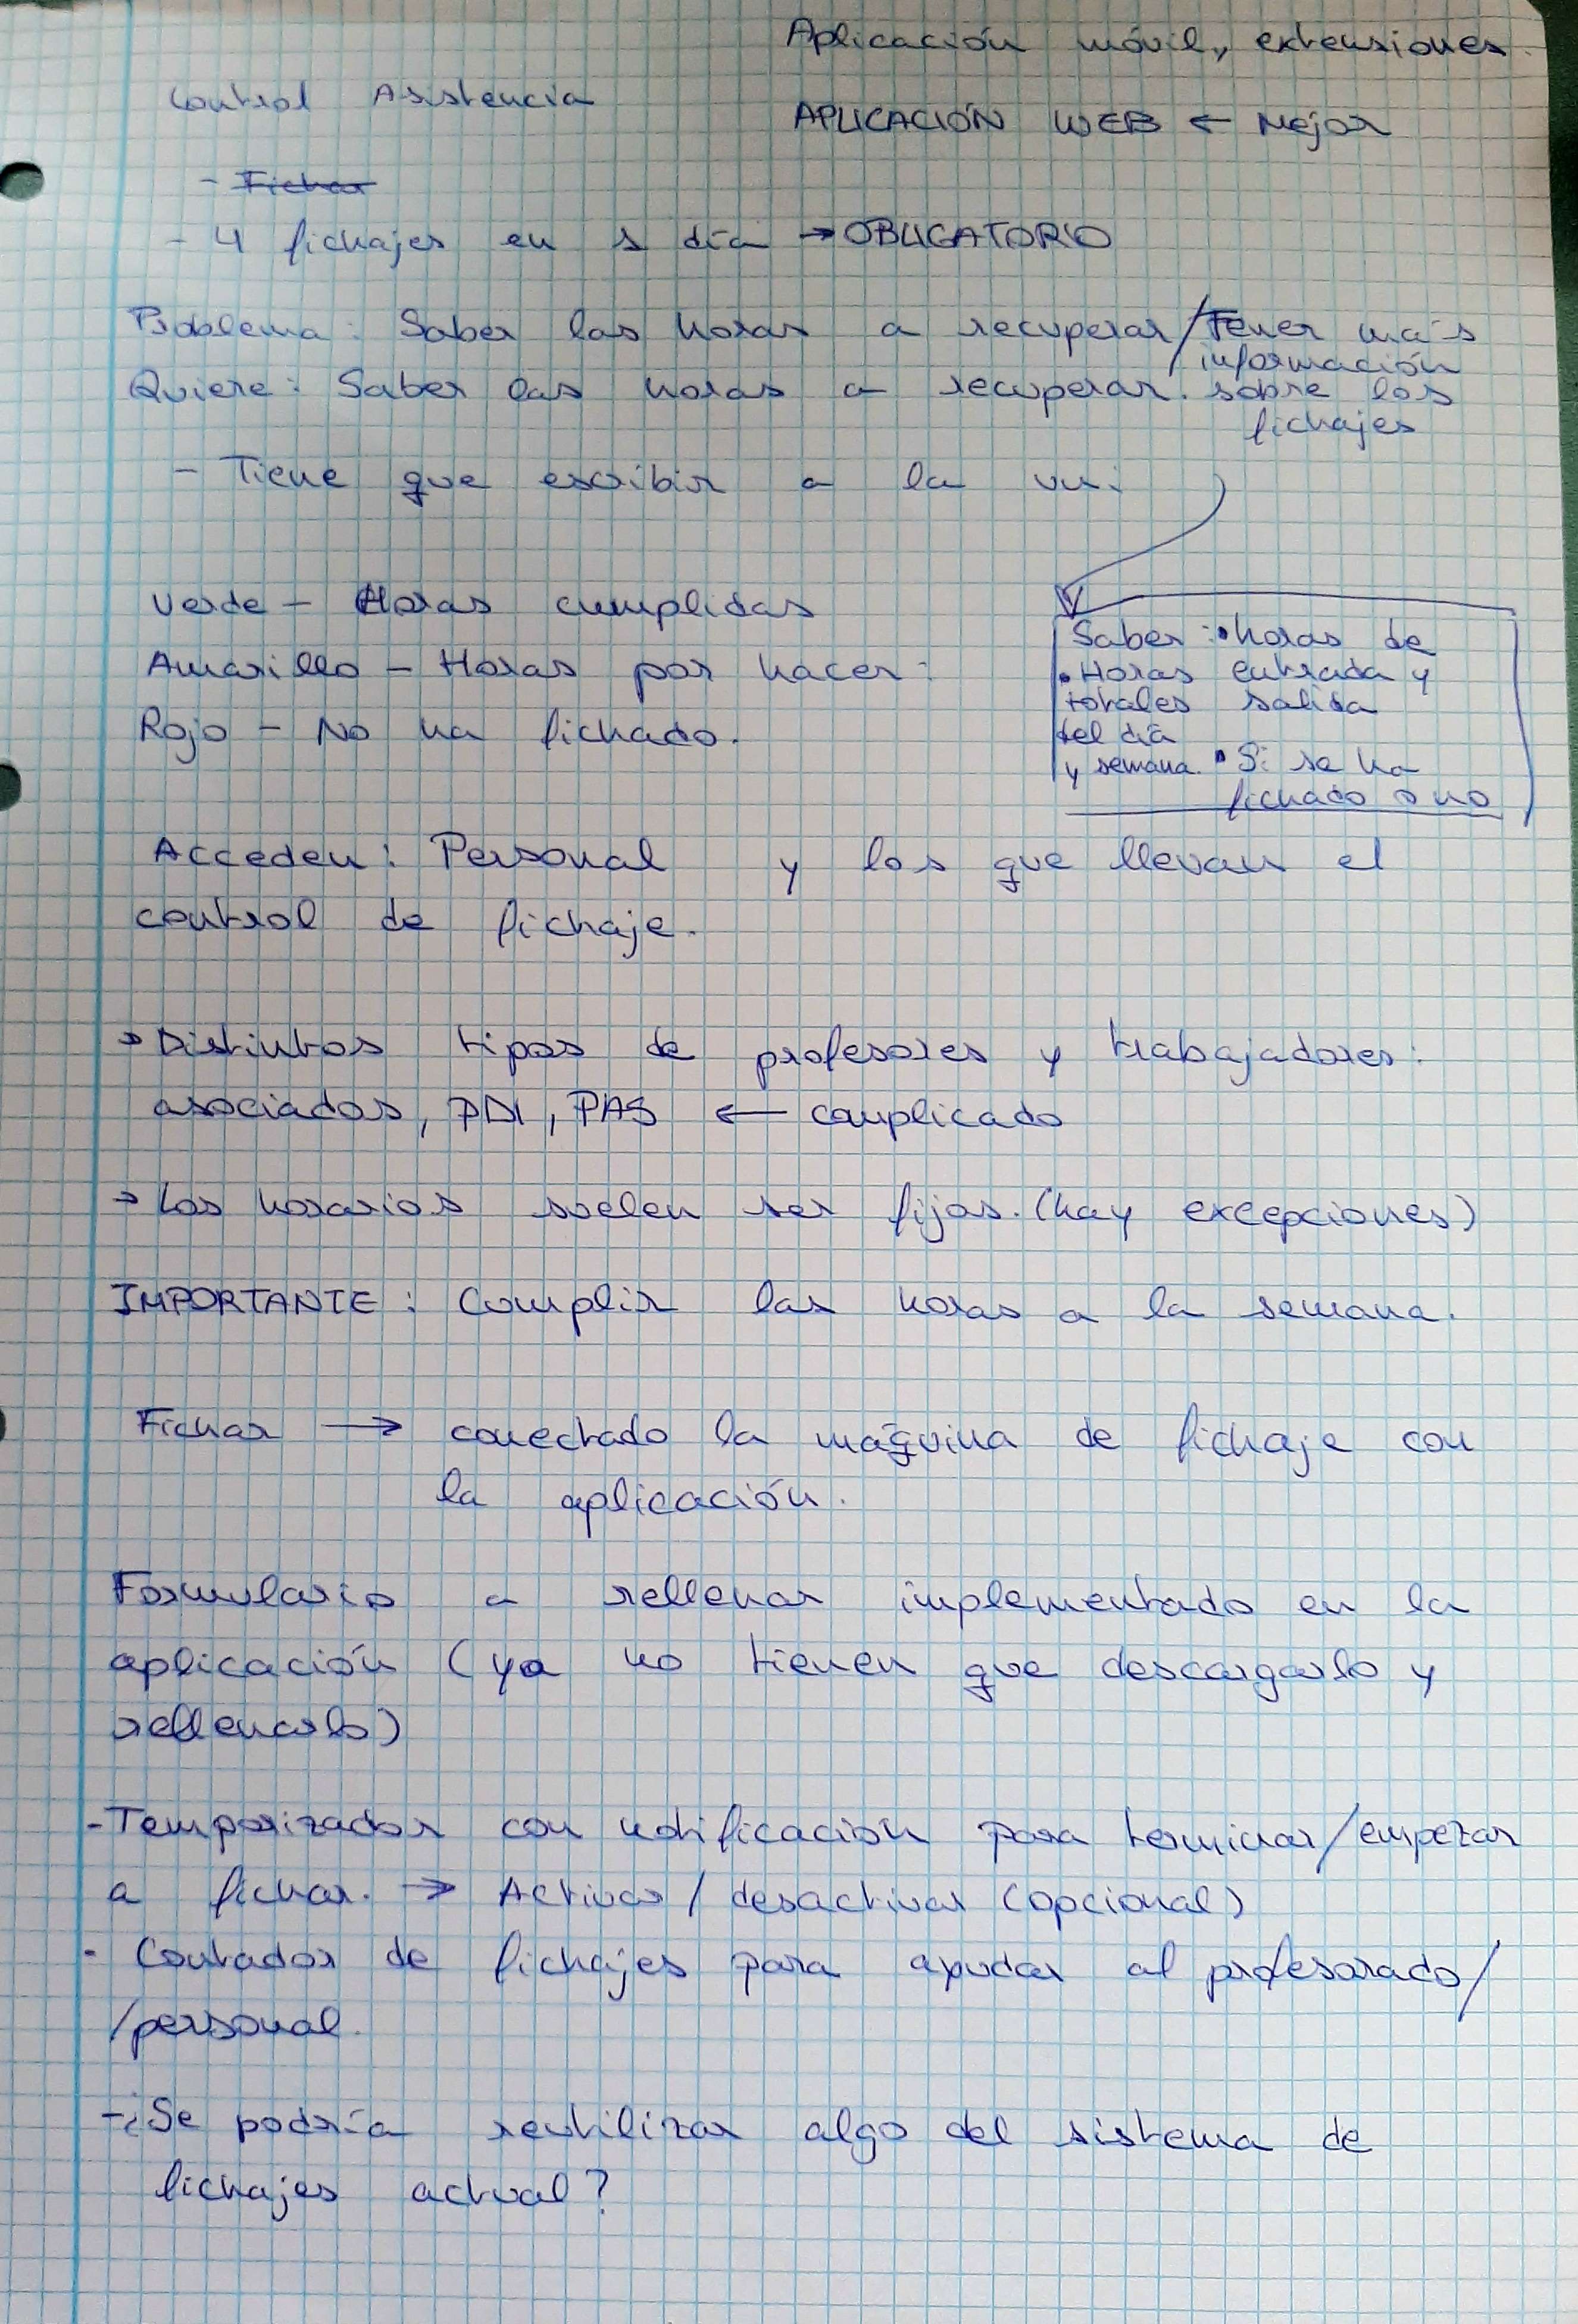 Aplicación móvil, extensiones.
Control Asistencia
APLICACIÓN WEB ← Mejor
- Fichar
- 4 fichajes en 1 día → OBLIGATORIO
Problema: Saber las horas a recuperar / Tener más
información
Quiere: Saber las horas a recuperar. sobre los
fichajes
- Tiene que escribir a la uni
Verde - Horas cumplidas
Saber: • horas de
Amarillo - Horas por hacer:
• Horas entrada y
totales salida
Rojo - No ha fichado.
del día
y semana. • Si se ha
fichado o no
Acceden: Personal y los que llevan el
control de fichaje.
→ Distintos tipos de profesores y trabajadores:
asociados, PDI, PAS ← complicado
→ Los horarios suelen ser fijos. (hay excepciones)
IMPORTANTE: Cumplir las horas a la semana.
Fichar → conectado la máquina de fichaje con
la aplicación.
Formulario a rellenar implementado en la
aplicación (ya no tienen que descargarlo y
rellenarlo)
- Temporizador con notificación para terminar/empezar
a fichar. → Activar / desactivar (opcional)
- Contador de fichajes para ayudar al profesorado/
/personal.
- ¿Se podría reutilizar algo del sistema de
fichajes actual?